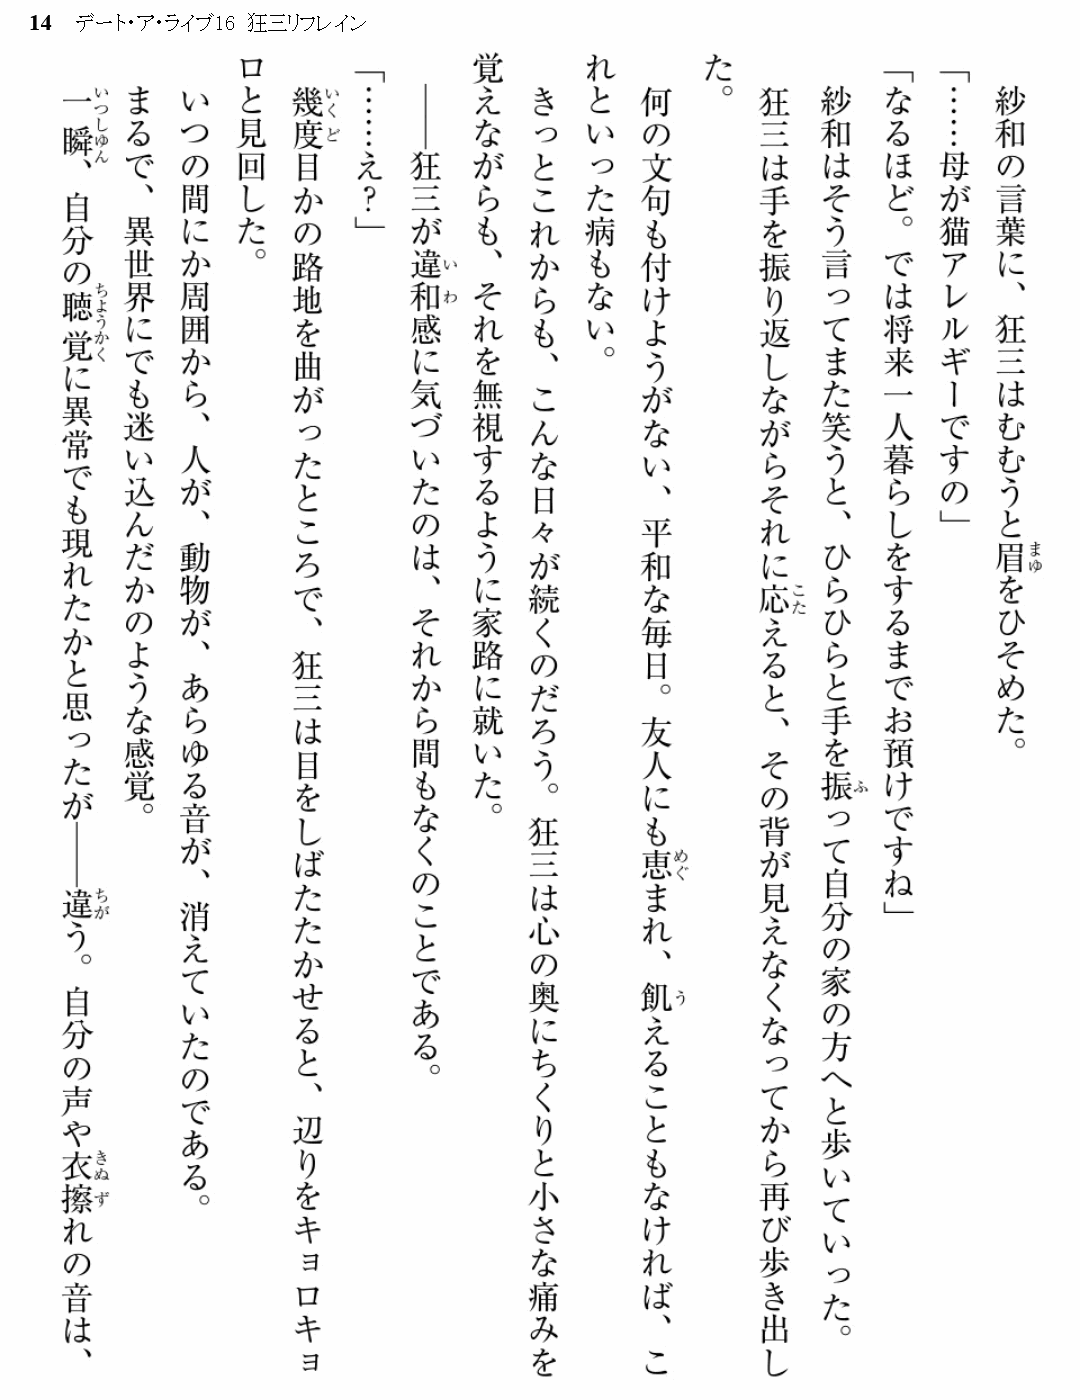 14 デート・ア・ライブ16 狂三リフレイン
紗和の言葉に、狂三はむむうと眉をひそめた。
「……母が猫アレルギーですの」
「なるほど。では将来一人暮らしをするまでお預けですね」
紗和はそう言ってまた笑うと、ひらひらと手を振って自分の家の方へと歩いていった。
狂三は手を振り返しながらそれに応えると、その背が見えなくなってから再び歩き出し
た。
何の文句も付けようがない、平和な毎日。友人にも恵まれ、飢えることもなければ、こ
れといった病もない。
きっとこれからも、こんな日々が続くのだろう。狂三は心の奥にちくりと小さな痛みを
覚えながらも、それを無視するように家路に就いた。
――狂三が違和感に気づいたのは、それから間もなくのことである。
「……え?」
幾度目かの路地を曲がったところで、狂三は目をしばたたかせると、辺りをキョロキョ
ロと見回した。
いつの間にか周囲から、人が、動物が、あらゆる音が、消えていたのである。
まるで、異世界にでも迷い込んだかのような感覚。
一瞬、自分の聴覚に異常でも現れたかと思ったが――違う。自分の声や衣擦れの音は、